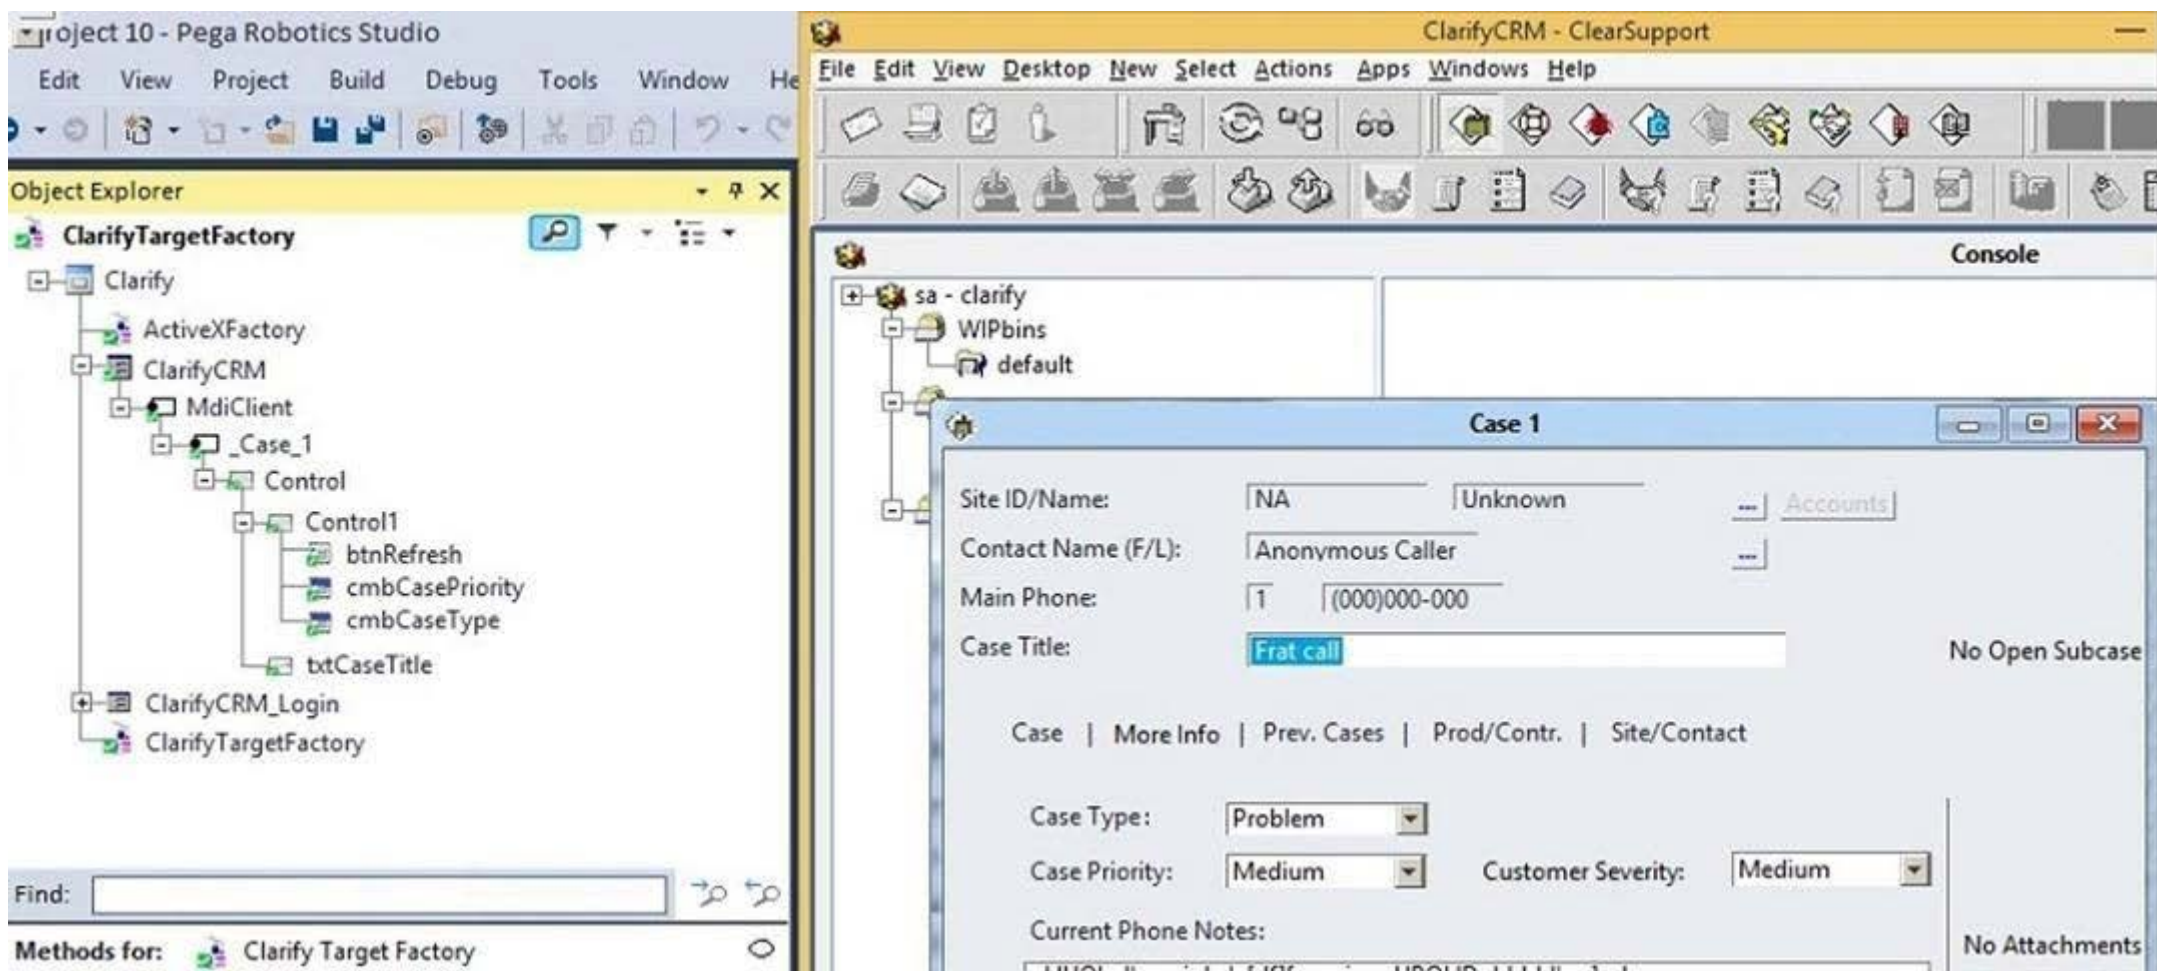 roject 10 - Pega Robotics Studio
Edit View Project Build Debug Tools Window He
Object Explorer
ClarifyTargetFactory
Clarify
ActiveXFactory
ClarifyCRM
MdiClient
_Case_1
Control
Control1
btnRefresh
cmbCasePriority
cmbCaseType
txtCaseTitle
ClarifyCRM_Login
ClarifyTargetFactory
Find:
Methods for: Clarify Target Factory
ClarifyCRM - ClearSupport
File Edit View Desktop New Select Actions Apps Windows Help
Console
sa - clarify
WIPbins
default
Case 1
Site ID/Name: NA Unknown ... Accounts
Contact Name (F/L): Anonymous Caller ...
Main Phone: 1 (000)000-000
Case Title: Frat call No Open Subcase
Case | More Info | Prev. Cases | Prod/Contr. | Site/Contact
Case Type: Problem
Case Priority: Medium Customer Severity: Medium
Current Phone Notes:
No Attachments